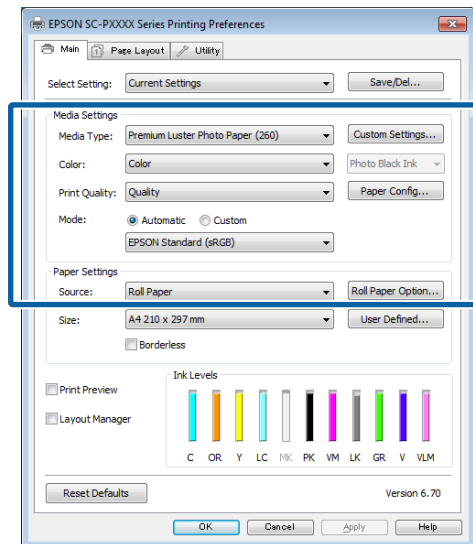 EPSON SC-PXXXX Series Printing Preferences
Main Page Layout Utility
Select Setting: Current Settings Save/Del...
Media Settings
Media Type: Premium Luster Photo Paper (260) Custom Settings...
Color: Color Photo Black Ink
Print Quality: Quality Paper Config...
Mode: Automatic Custom
EPSON Standard (sRGB)
Paper Settings
Source: Roll Paper Roll Paper Option...
Size: A4 210 x 297 mm User Defined...
Borderless
Ink Levels
Print Preview
Layout Manager
C OR Y LC MK PK VM LK GR V VLM
Reset Defaults Version 6.70
OK Cancel Apply Help